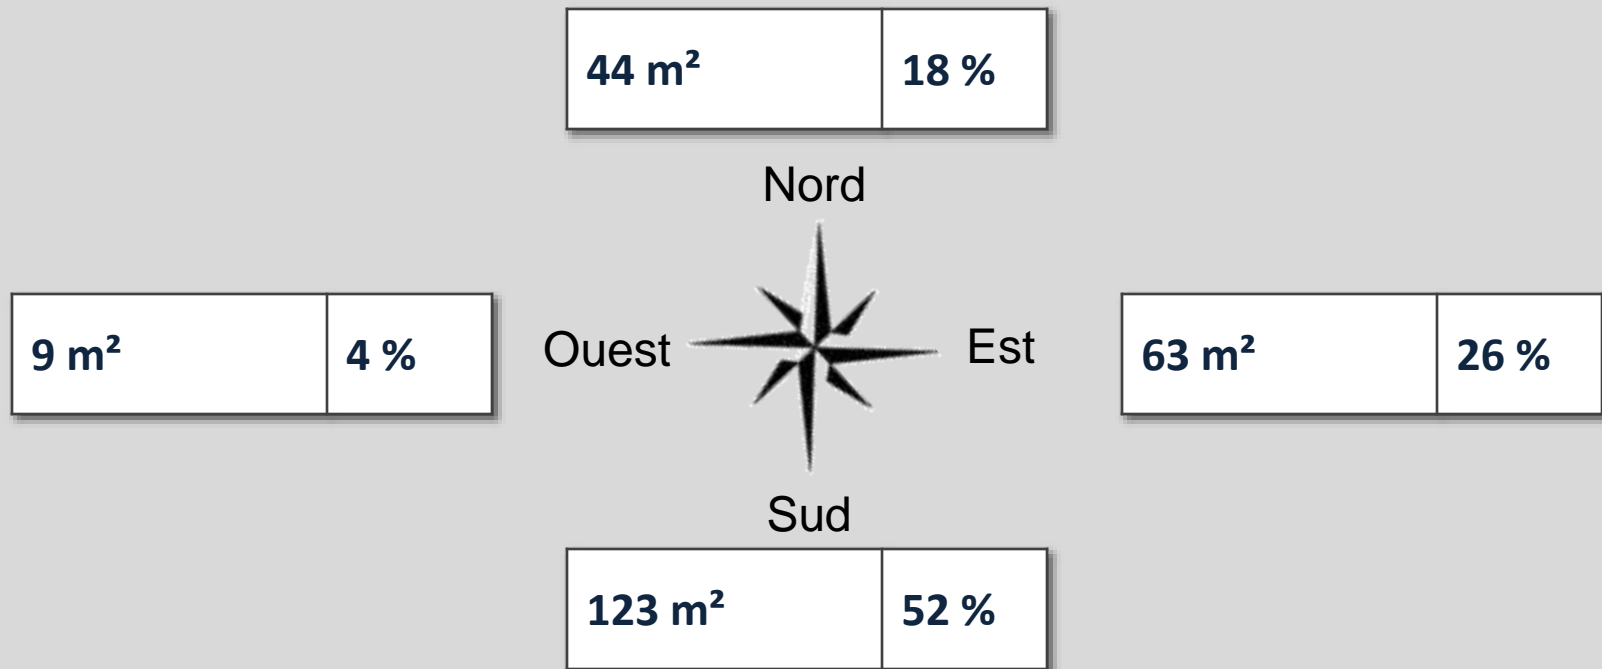 44 m² 18 %
Nord
9 m² 4 %
Ouest
Est
63 m² 26 %
Sud
123 m² 52 %